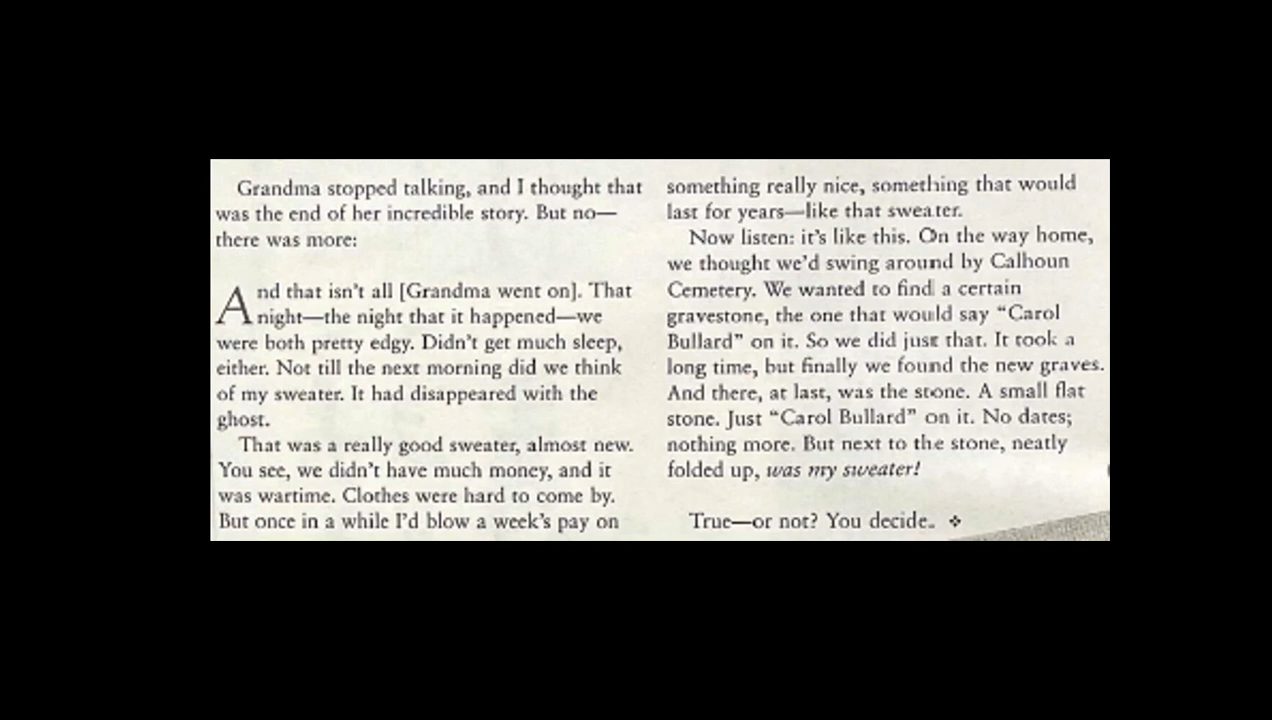 Grandma stopped talking, and I thought that
was the end of her incredible story. But no—
there was more:
And that isn't all [Grandma went on]. That
night—the night that it happened—we
were both pretty edgy. Didn't get much sleep,
either. Not till the next morning did we think
of my sweater. It had disappeared with the
ghost.
That was a really good sweater, almost new.
You see, we didn't have much money, and it
was wartime. Clothes were hard to come by.
But once in a while I'd blow a week's pay on
something really nice, something that would
last for years—like that sweater.
Now listen: it's like this. On the way home,
we thought we'd swing around by Calhoun
Cemetery. We wanted to find a certain
gravestone, the one that would say “Carol
Bullard” on it. So we did just that. It took a
long time, but finally we found the new graves.
And there, at last, was the stone. A small flat
stone. Just “Carol Bullard” on it. No dates;
nothing more. But next to the stone, neatly
folded up, was my sweater!
True—or not? You decide. ❖